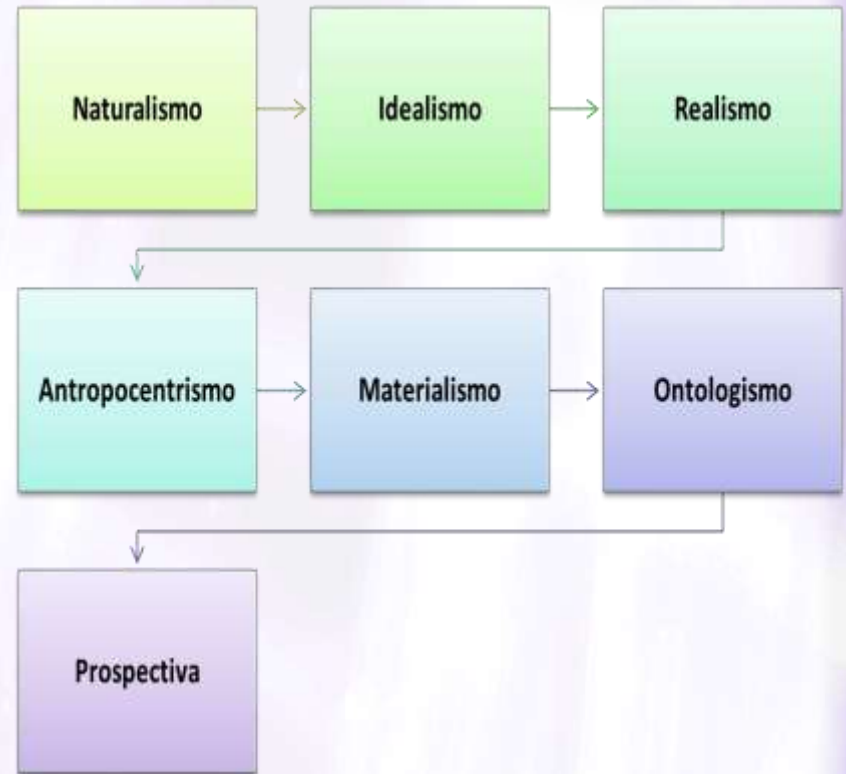 Naturalismo
Idealismo
Realismo
Antropocentrismo
Materialismo
Ontologismo
Prospectiva